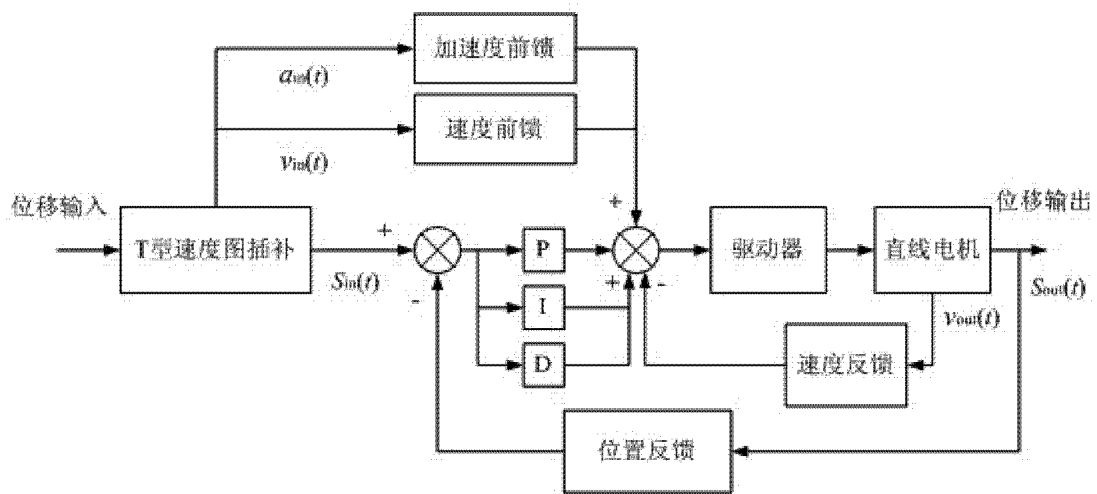 加速度前馈
ain(t)
速度前馈
vin(t)
位移输入
T型速度图插补
+
Sin(t)
-
P
I
D
+
+
-
驱动器
直线电机
位移输出
Sout(t)
vout(t)
速度反馈
位置反馈